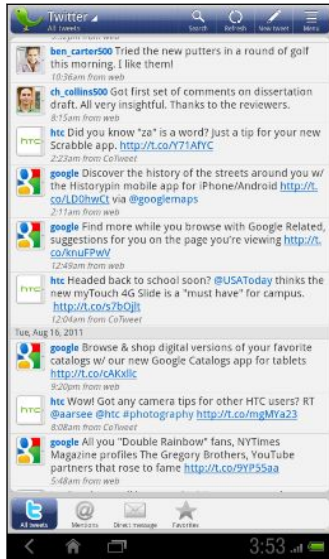 Twitter
All tweets
Search
Refresh
New tweet
Menu
ben_carter500 Tried the new putters in a round of golf
this morning. I like them!
10:36am from web
ch_collins500 Got first set of comments on dissertation
draft. All very insightful. Thanks to the reviewers.
8:15am from web
htc Did you know "za" is a word? Just a tip for your new
Scrabble app. http://t.co/Y71AfYC
2:23am from CoTweet
google Discover the history of the streets around you w/
the Historypin mobile app for iPhone/Android http://t.
co/LD0hwCt via @googlemaps
2:11am from web
google Find more while you browse with Google Related,
suggestions for you on the page you're viewing http://t.
co/knuFPwV
12:49am from web
htc Headed back to school soon? @USAToday thinks the
new myTouch 4G Slide is a "must have" for campus.
http://t.co/s7bOjlt
12:04am from CoTweet
Tue, Aug 16, 2011
google Browse & shop digital versions of your favorite
catalogs w/ our new Google Catalogs app for tablets
http://t.co/cAKxllc
9:20pm from web
htc Wow! Got any camera tips for other HTC users? RT
@aarsee @htc #photography http://t.co/mgMYa23
8:08am from CoTweet
google All you "Double Rainbow" fans, NYTimes
Magazine profiles The Gregory Brothers, YouTube
partners that rose to fame http://t.co/9YP55aa
5:48am from web
All tweets
Mentions
Direct message
Favorites
3:53